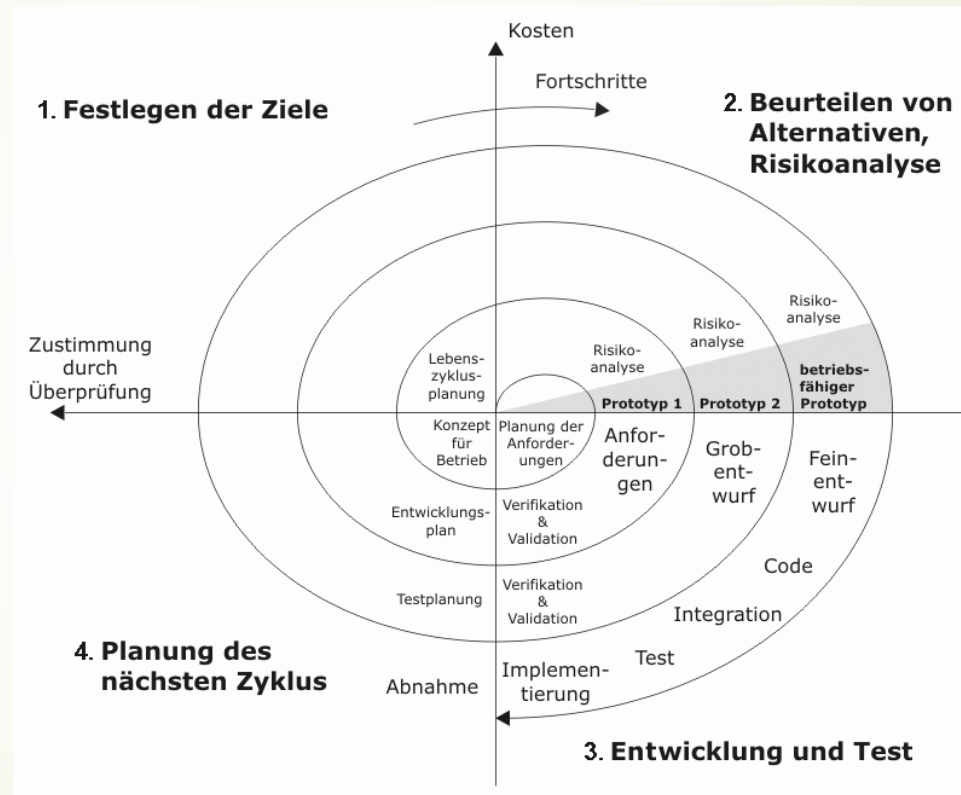 Kosten
Fortschritte
1. Festlegen der Ziele
2. Beurteilen von
Alternativen,
Risikoanalyse
Zustimmung
durch
Überprüfung
Lebens-
zyklus-
planung
Risiko-
analyse
Risiko-
analyse
Risiko-
analyse
Prototyp 1
Prototyp 2
betriebs-
fähiger
Prototyp
Konzept
für
Betrieb
Planung der
Anforder-
ungen
Anfor-
derun-
gen
Grob-
ent-
wurf
Fein-
ent-
wurf
Entwicklungs-
plan
Verifikation
&
Validation
Code
Testplanung
Verifikation
&
Validation
Integration
Test
4. Planung des
nächsten Zyklus
Abnahme
Implemen-
tierung
3. Entwicklung und Test